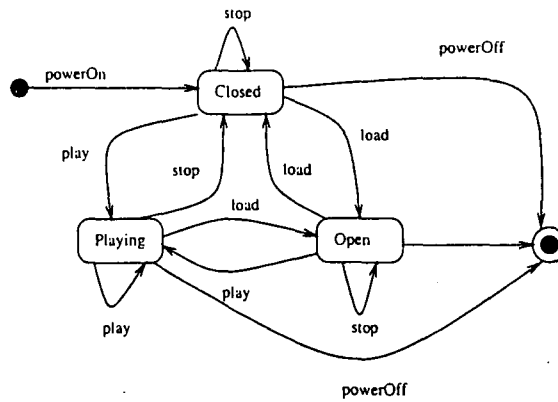 stop
powerOff
powerOn
Closed
play
stop
load
load
load
Playing
Open
play
play
stop
powerOff